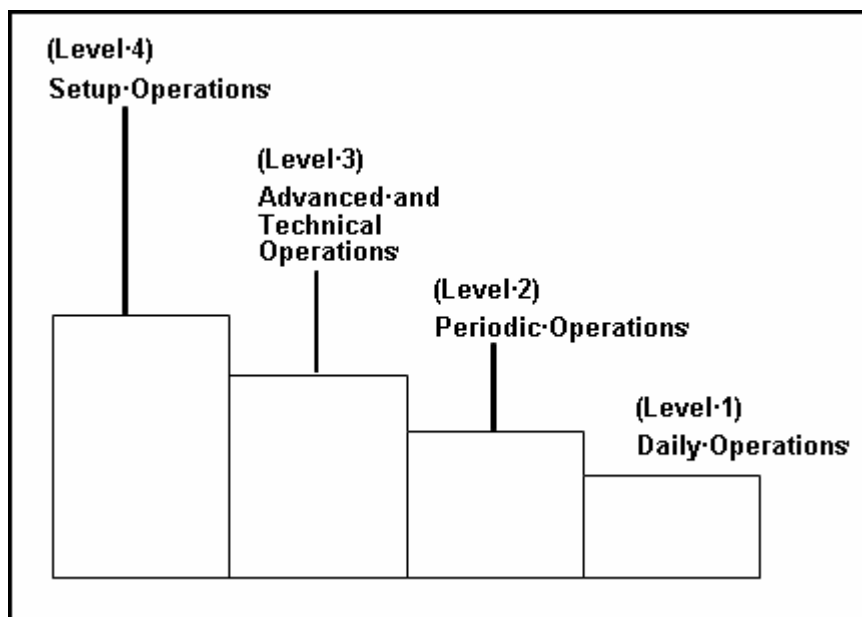 (Level·4)
Setup·Operations
(Level·3)
Advanced·and
Technical
Operations
(Level·2)
Periodic·Operations
(Level·1)
Daily·Operations